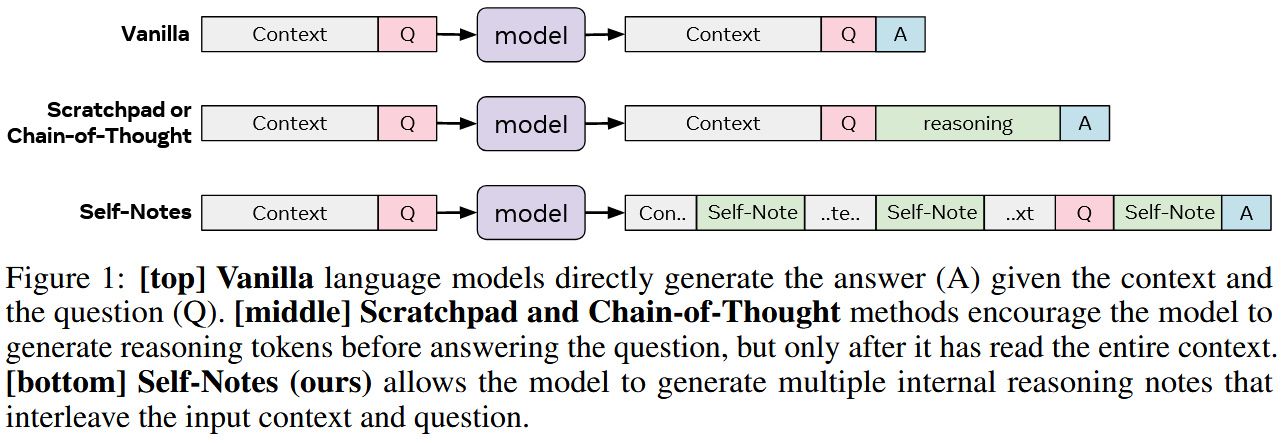 Vanilla Context Q model Context Q A
Scratchpad or
Chain-of-Thought Context Q model Context Q reasoning A
Self-Notes Context Q model Con.. Self-Note ..te.. Self-Note ..xt Q Self-Note A
Figure 1: [top] Vanilla language models directly generate the answer (A) given the context and
the question (Q). [middle] Scratchpad and Chain-of-Thought methods encourage the model to
generate reasoning tokens before answering the question, but only after it has read the entire context.
[bottom] Self-Notes (ours) allows the model to generate multiple internal reasoning notes that
interleave the input context and question.